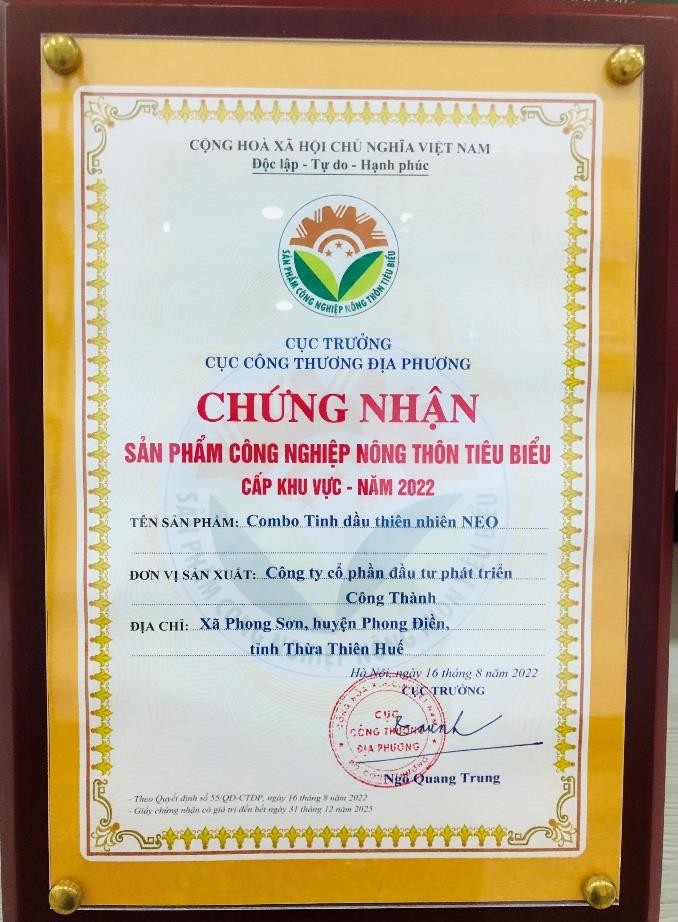 CỘNG HOÀ XÃ HỘI CHỦ NGHĨA VIỆT NAM
Độc lập - Tự do - Hạnh phúc
SẢN PHẨM CÔNG NGHIỆP NÔNG THÔN TIÊU BIỂU
CỤC TRƯỞNG
CỤC CÔNG THƯƠNG ĐỊA PHƯƠNG
CHỨNG NHẬN
SẢN PHẨM CÔNG NGHIỆP NÔNG THÔN TIÊU BIỂU
CẤP KHU VỰC - NĂM 2022
TÊN SẢN PHẨM: Combo Tinh dầu thiên nhiên NEO
ĐƠN VỊ SẢN XUẤT: Công ty cổ phần đầu tư phát triển
Công Thành
ĐỊA CHỈ: Xã Phong Sơn, huyện Phong Điền,
tỉnh Thừa Thiên Huế
Hà Nội, ngày 16 tháng 8 năm 2022
CỤC TRƯỞNG
CỤC
CÔNG THƯƠNG
ĐỊA PHƯƠNG
Ngô Quang Trung
- Theo Quyết định số 55/QĐ-CTĐP, ngày 16 tháng 8 năm 2022
- Giấy chứng nhận có giá trị đến hết ngày 31 tháng 12 năm 2025